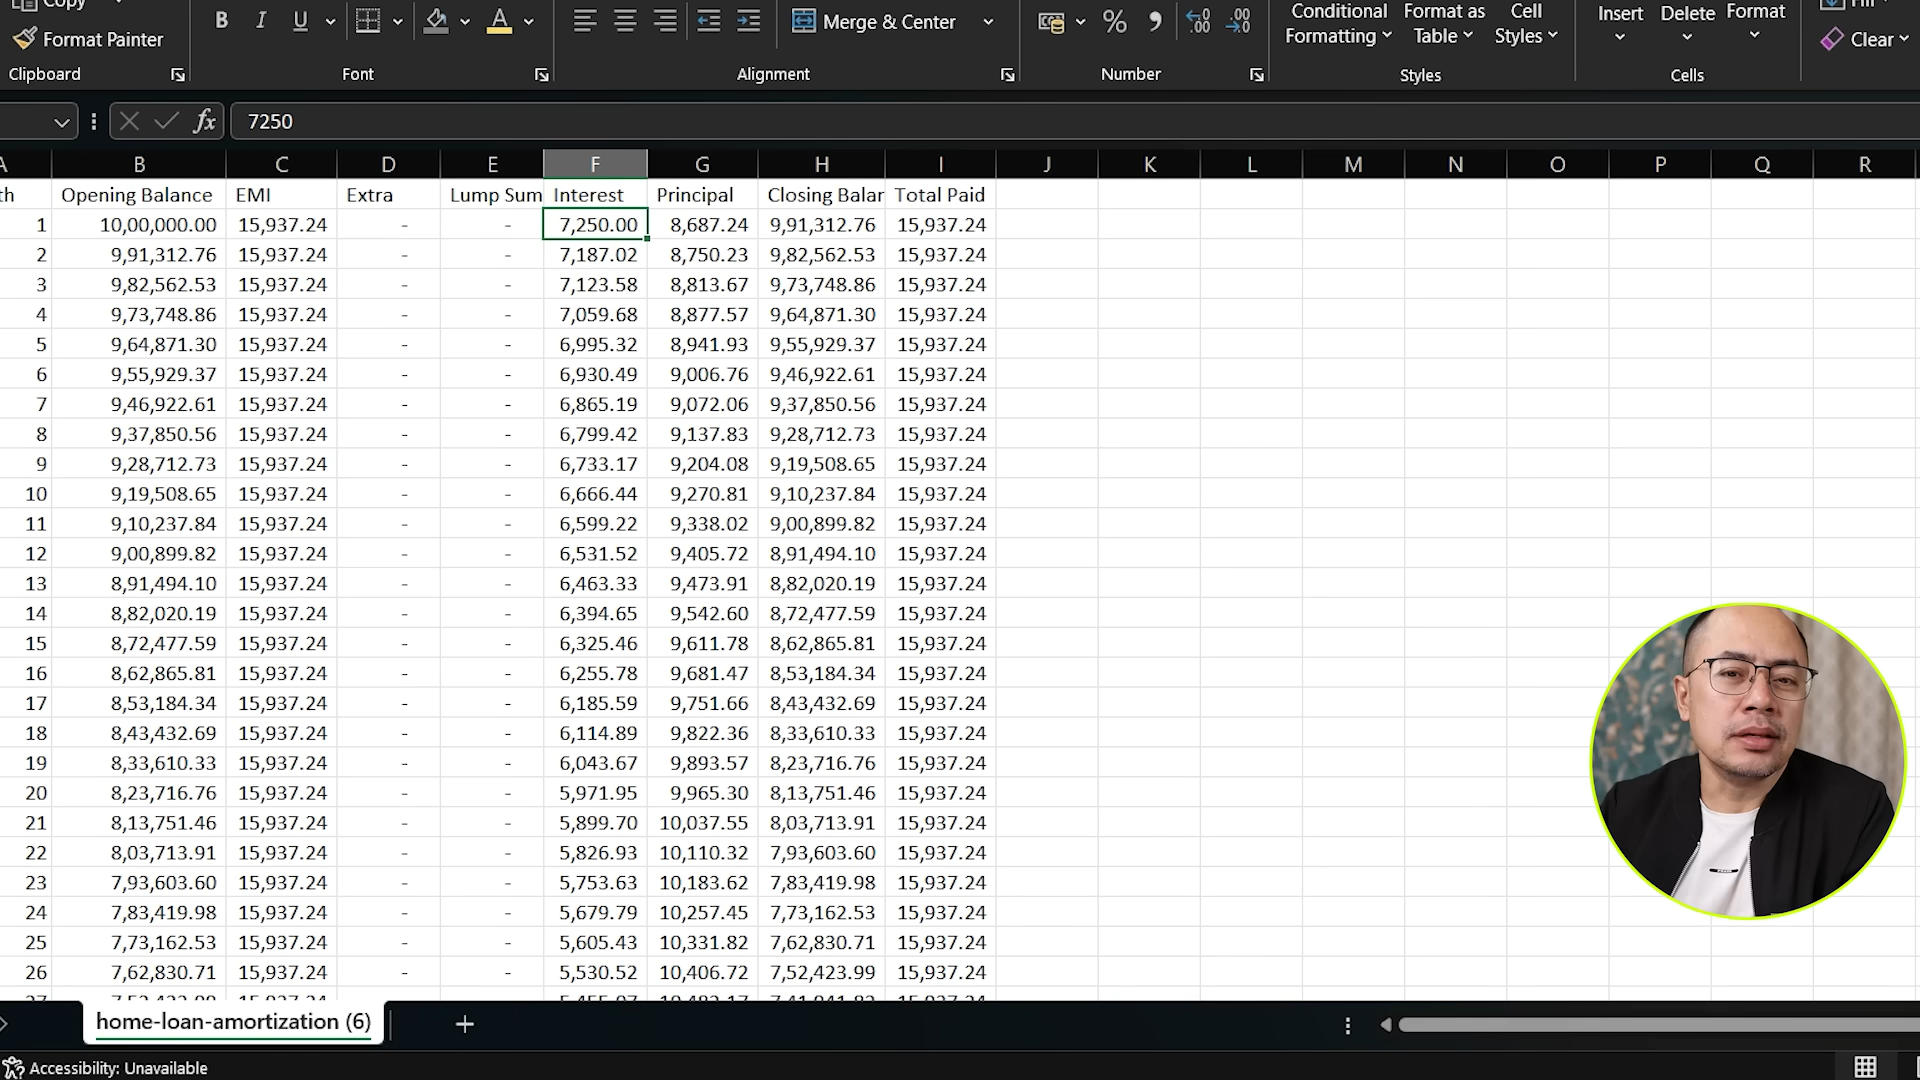 Copy
Format Painter
Clipboard
B I U A
Font
Merge & Center
Alignment
% , .00 .00
Number
Conditional Formatting
Format as Table
Cell Styles
Styles
Insert Delete Format
Cells
Fill
Clear
fx 7250
A B C D E F G H I J K L M N O P Q R
th Opening Balance EMI Extra Lump Sum Interest Principal Closing Balar Total Paid
1 10,00,000.00 15,937.24 - - 7,250.00 8,687.24 9,91,312.76 15,937.24
2 9,91,312.76 15,937.24 - - 7,187.02 8,750.23 9,82,562.53 15,937.24
3 9,82,562.53 15,937.24 - - 7,123.58 8,813.67 9,73,748.86 15,937.24
4 9,73,748.86 15,937.24 - - 7,059.68 8,877.57 9,64,871.30 15,937.24
5 9,64,871.30 15,937.24 - - 6,995.32 8,941.93 9,55,929.37 15,937.24
6 9,55,929.37 15,937.24 - - 6,930.49 9,006.76 9,46,922.61 15,937.24
7 9,46,922.61 15,937.24 - - 6,865.19 9,072.06 9,37,850.56 15,937.24
8 9,37,850.56 15,937.24 - - 6,799.42 9,137.83 9,28,712.73 15,937.24
9 9,28,712.73 15,937.24 - - 6,733.17 9,204.08 9,19,508.65 15,937.24
10 9,19,508.65 15,937.24 - - 6,666.44 9,270.81 9,10,237.84 15,937.24
11 9,10,237.84 15,937.24 - - 6,599.22 9,338.02 9,00,899.82 15,937.24
12 9,00,899.82 15,937.24 - - 6,531.52 9,405.72 8,91,494.10 15,937.24
13 8,91,494.10 15,937.24 - - 6,463.33 9,473.91 8,82,020.19 15,937.24
14 8,82,020.19 15,937.24 - - 6,394.65 9,542.60 8,72,477.59 15,937.24
15 8,72,477.59 15,937.24 - - 6,325.46 9,611.78 8,62,865.81 15,937.24
16 8,62,865.81 15,937.24 - - 6,255.78 9,681.47 8,53,184.34 15,937.24
17 8,53,184.34 15,937.24 - - 6,185.59 9,751.66 8,43,432.69 15,937.24
18 8,43,432.69 15,937.24 - - 6,114.89 9,822.36 8,33,610.33 15,937.24
19 8,33,610.33 15,937.24 - - 6,043.67 9,893.57 8,23,716.76 15,937.24
20 8,23,716.76 15,937.24 - - 5,971.95 9,965.30 8,13,751.46 15,937.24
21 8,13,751.46 15,937.24 - - 5,899.70 10,037.55 8,03,713.91 15,937.24
22 8,03,713.91 15,937.24 - - 5,826.93 10,110.32 7,93,603.60 15,937.24
23 7,93,603.60 15,937.24 - - 5,753.63 10,183.62 7,83,419.98 15,937.24
24 7,83,419.98 15,937.24 - - 5,679.79 10,257.45 7,73,162.53 15,937.24
25 7,73,162.53 15,937.24 - - 5,605.43 10,331.82 7,62,830.71 15,937.24
26 7,62,830.71 15,937.24 - - 5,530.52 10,406.72 7,52,423.99 15,937.24
home-loan-amortization (6)
Accessibility: Unavailable